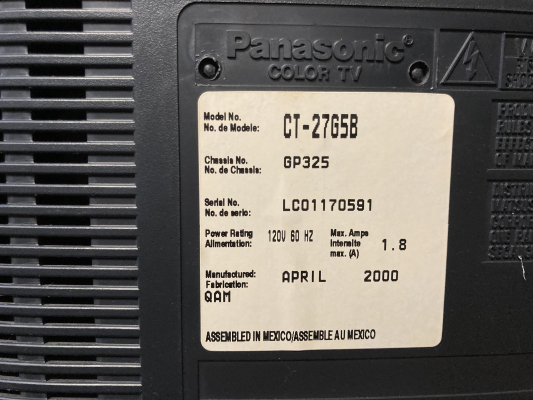 Panasonic®
COLOR TV
Model No.
No. de Modele: CT-27G5B
Chassis No.
No. de Chassis: GP325
Serial No.
No. de serio: LC01170591
Power Rating
Alimentation: 120V 60 HZ
Max. Amps
Intensite
max. (A) 1.8
Manufactured:
Fabrication: APRIL 2000
QAM
ASSEMBLED IN MEXICO/ASSEMBLE AU MEXICO